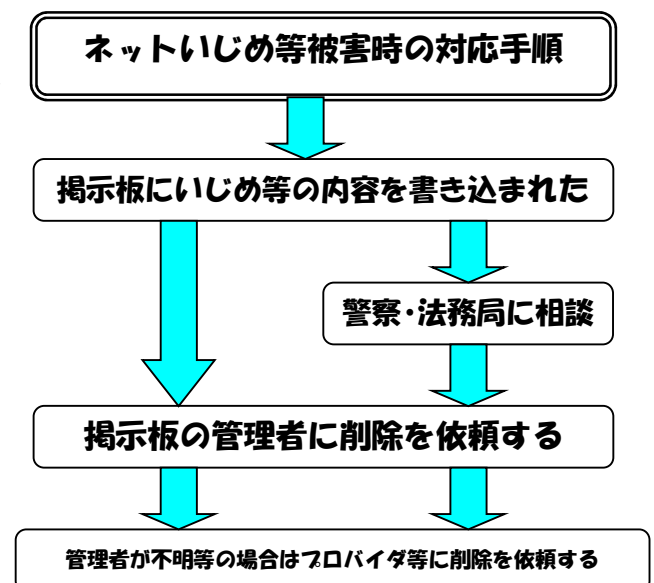 ネットいじめ等被害時の対応手順
掲示板にいじめ等の内容を書き込まれた
警察・法務局に相談
掲示板の管理者に削除を依頼する
管理者が不明等の場合はプロバイダ等に削除を依頼する